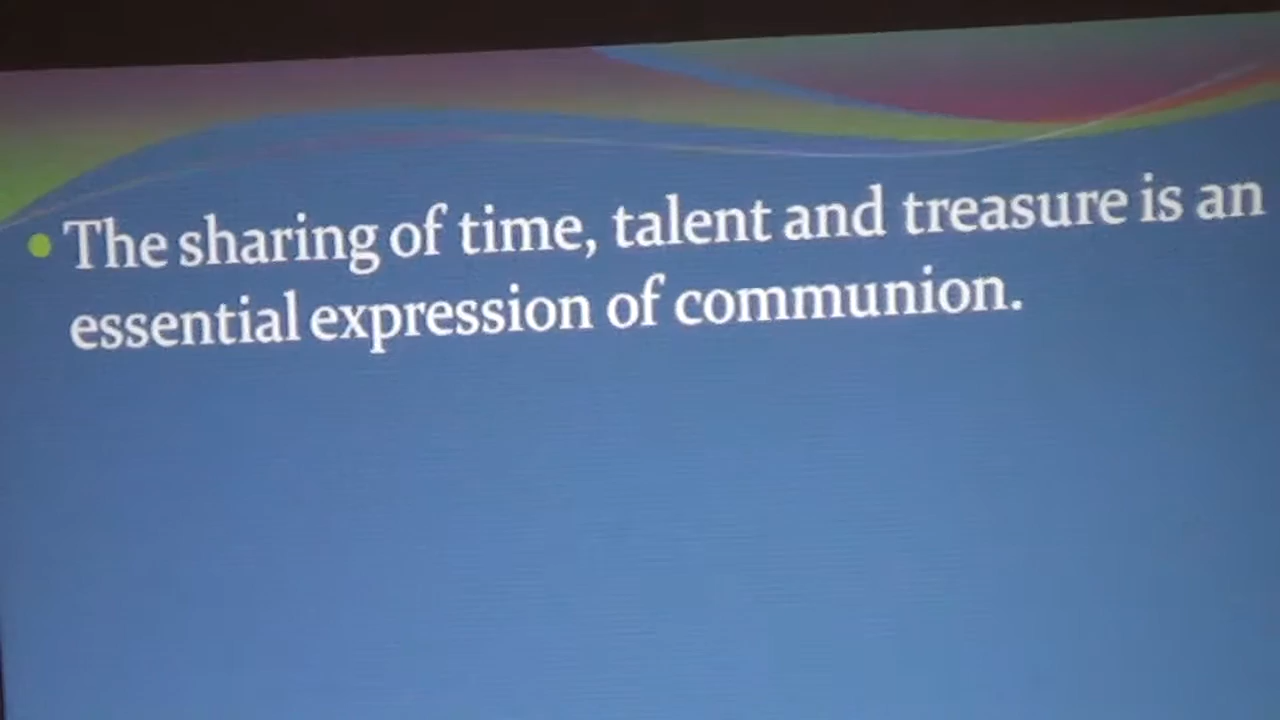 The sharing of time, talent and treasure is an
essential expression of communion.